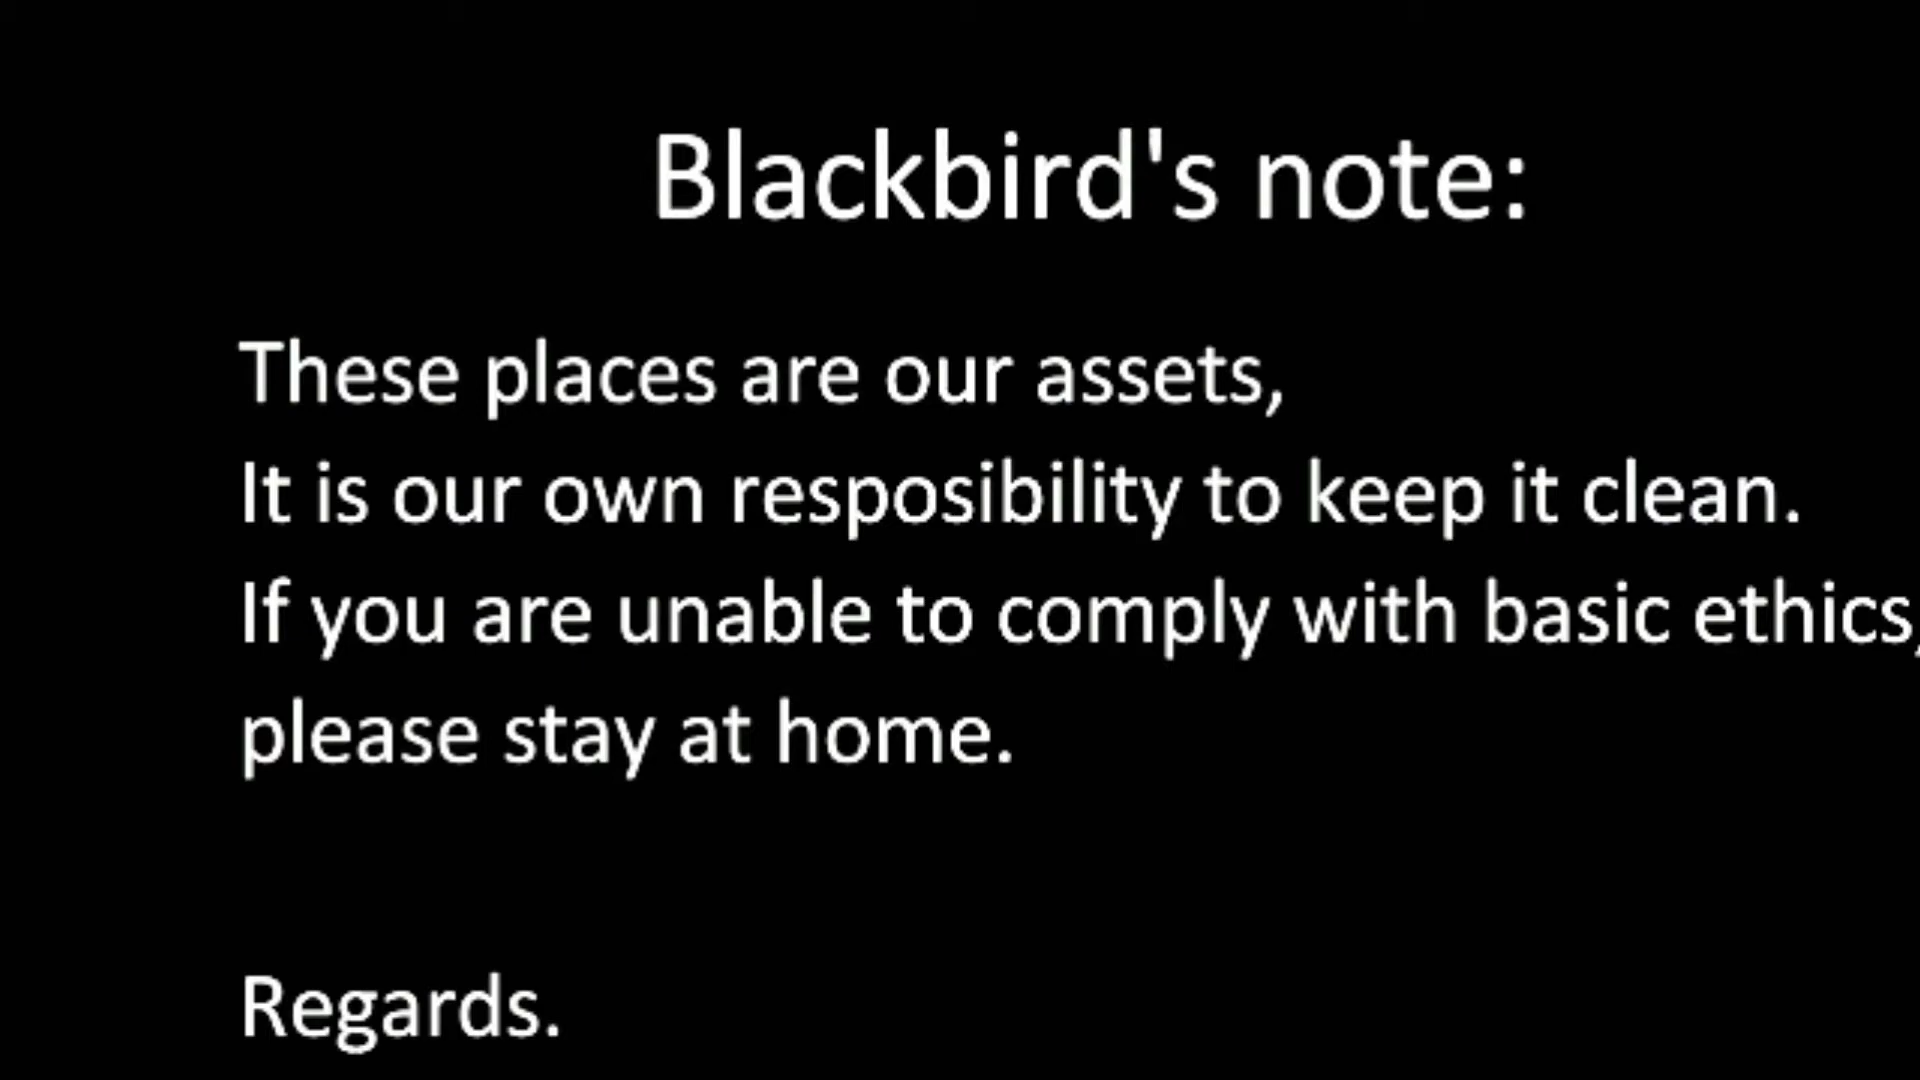 Blackbird's note:
These places are our assets,
It is our own resposibility to keep it clean.
If you are unable to comply with basic ethics,
please stay at home.
Regards.